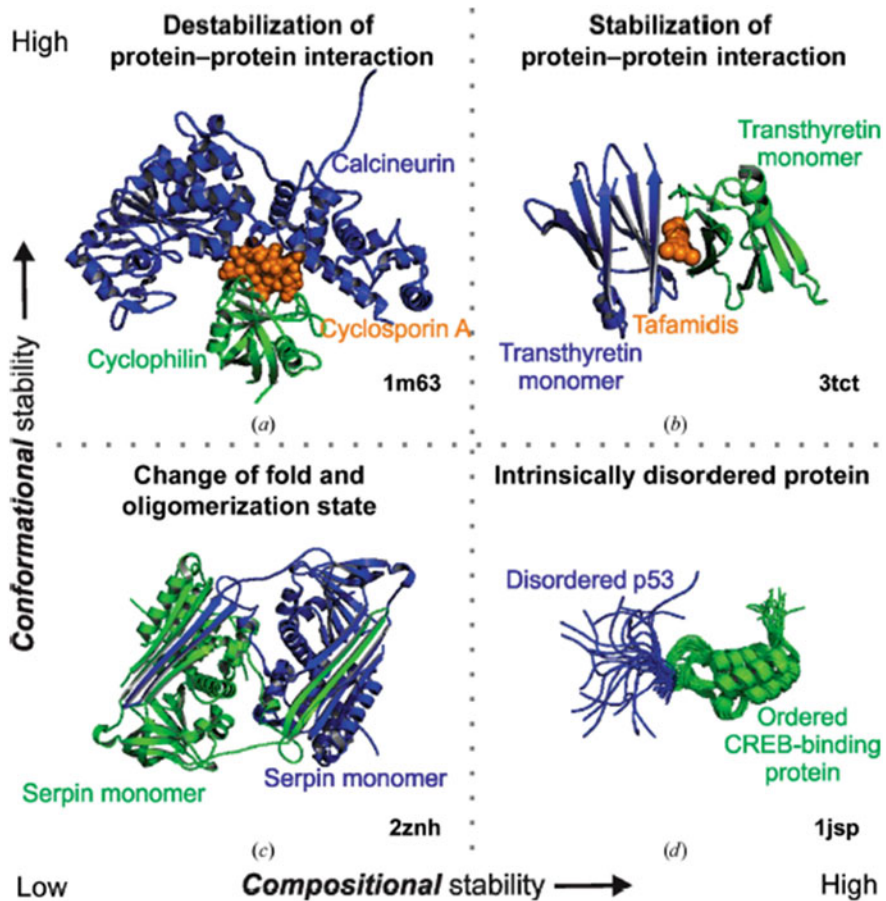 High
Destabilization of
protein–protein interaction
Calcineurin
Cyclosporin A
Cyclophilin
1m63
(a)
Stabilization of
protein–protein interaction
Transthyretin
monomer
Tafamidis
Transthyretin
monomer
3tct
(b)
Conformational stability
Change of fold and
oligomerization state
Serpin monomer
Serpin monomer
2znh
(c)
Intrinsically disordered protein
Disordered p53
Ordered
CREB-binding
protein
1jsp
(d)
Low
Compositional stability
High